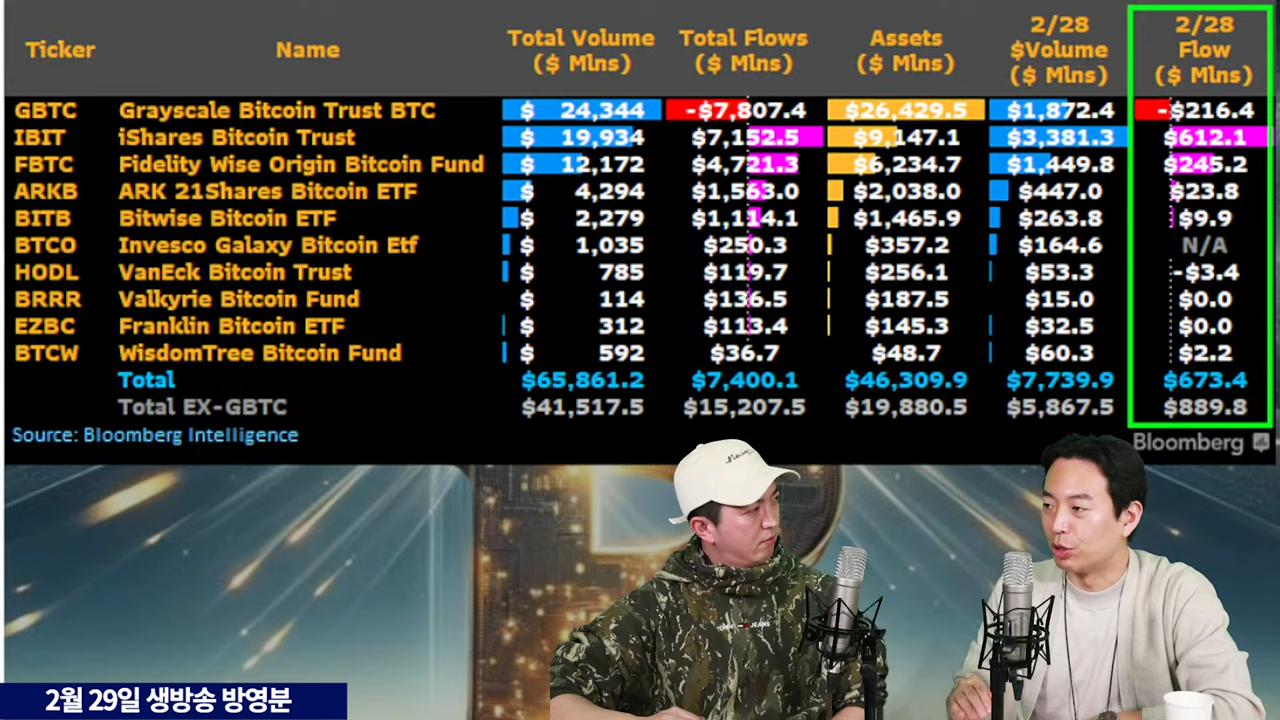 Ticker Name Total Volume ($ Mlns) Total Flows ($ Mlns) Assets ($ Mlns) 2/28 $Volume ($ Mlns) 2/28 Flow ($ Mlns)
GBTC Grayscale Bitcoin Trust BTC $ 24,344 -$7,807.4 $26,429.5 $1,872.4 -$216.4
IBIT iShares Bitcoin Trust $ 19,934 $7,152.5 $9,147.1 $3,381.3 $612.1
FBTC Fidelity Wise Origin Bitcoin Fund $ 12,172 $4,721.3 $6,234.7 $1,449.8 $245.2
ARKB ARK 21Shares Bitcoin ETF $ 4,294 $1,563.0 $2,038.0 $447.0 $23.8
BITB Bitwise Bitcoin ETF $ 2,279 $1,114.1 $1,465.9 $263.8 $9.9
BTCO Invesco Galaxy Bitcoin Etf $ 1,035 $250.3 $357.2 $164.6 N/A
HODL VanEck Bitcoin Trust $ 785 $119.7 $256.1 $53.3 -$3.4
BRRR Valkyrie Bitcoin Fund $ 114 $136.5 $187.5 $15.0 $0.0
EZBC Franklin Bitcoin ETF $ 312 $113.4 $145.3 $32.5 $0.0
BTCW WisdomTree Bitcoin Fund $ 592 $36.7 $48.7 $60.3 $2.2
Total $65,861.2 $7,400.1 $46,309.9 $7,739.9 $673.4
Total EX-GBTC $41,517.5 $15,207.5 $19,880.5 $5,867.5 $889.8
Source: Bloomberg Intelligence
Bloomberg
2월 29일 생방송 방영분